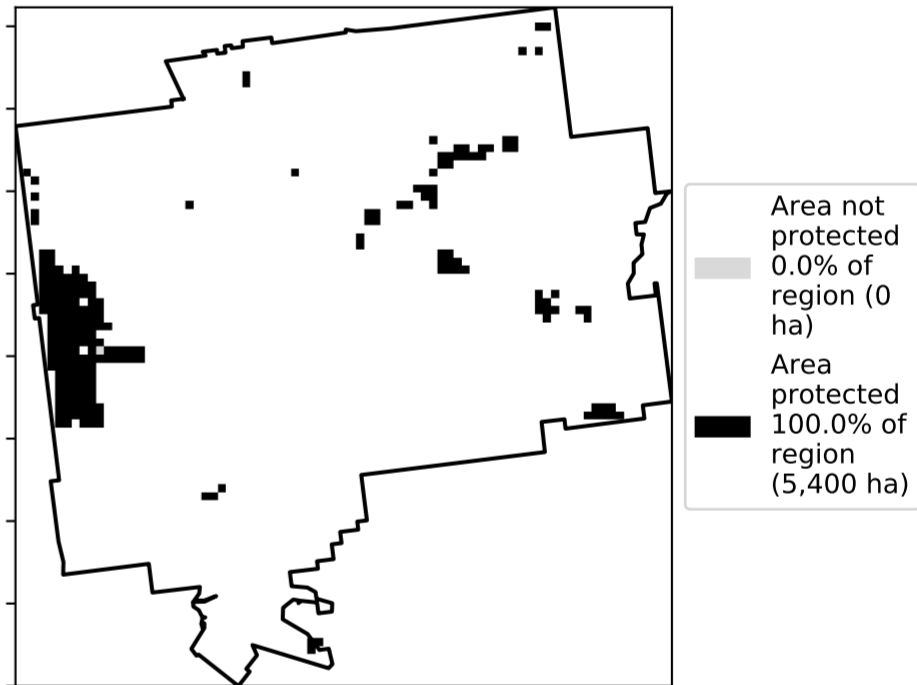 Area not
protected
0.0% of
region (0
ha)
Area
protected
100.0% of
region
(5,400 ha)